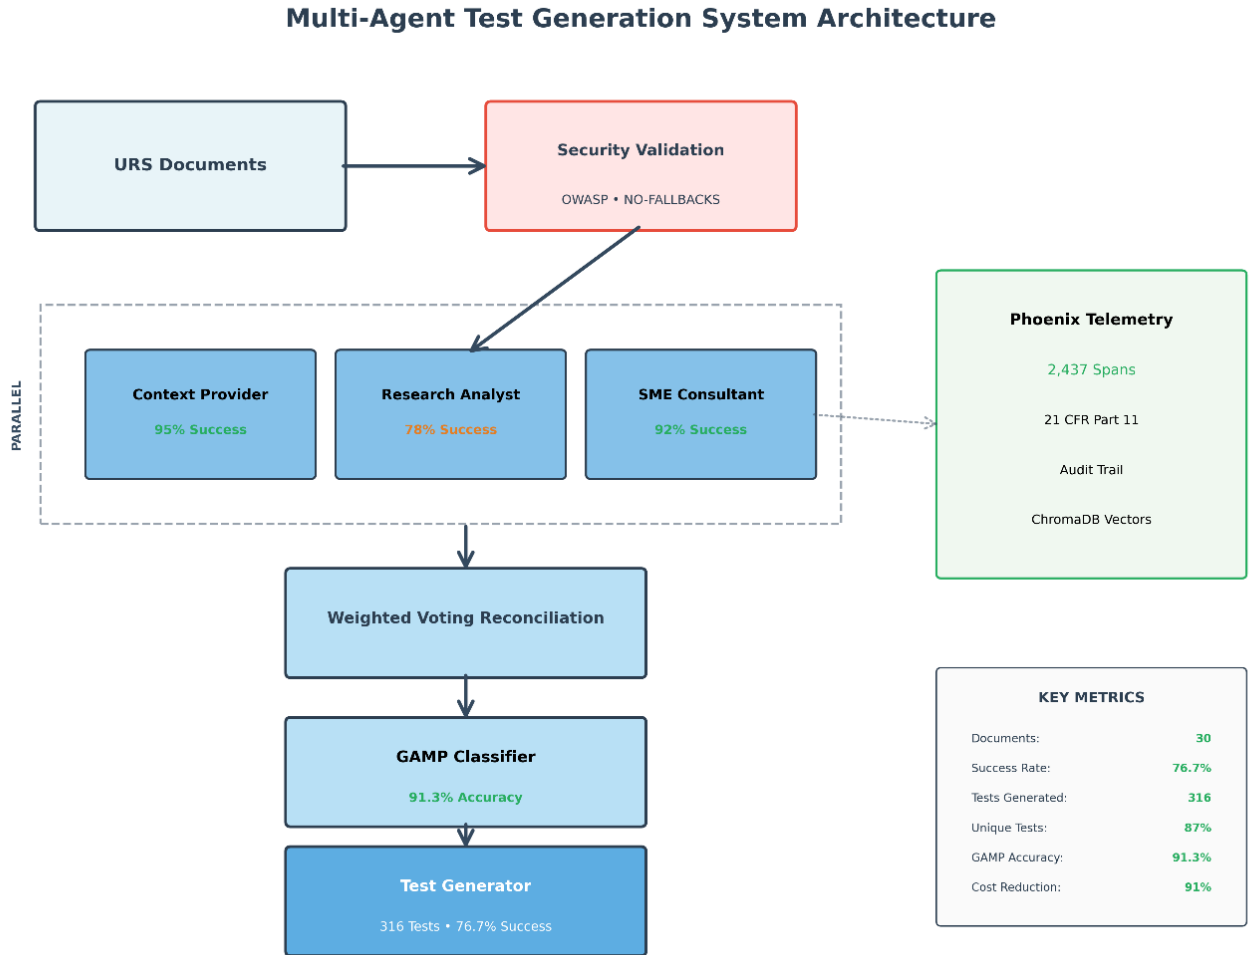 Multi-Agent Test Generation System Architecture
URS Documents
Security Validation
OWASP • NO-FALLBACKS
PARALLEL
Context Provider
95% Success
Research Analyst
78% Success
SME Consultant
92% Success
Phoenix Telemetry
2,437 Spans
21 CFR Part 11
Audit Trail
ChromaDB Vectors
Weighted Voting Reconciliation
GAMP Classifier
91.3% Accuracy
Test Generator
316 Tests • 76.7% Success
KEY METRICS
Documents: 30
Success Rate: 76.7%
Tests Generated: 316
Unique Tests: 87%
GAMP Accuracy: 91.3%
Cost Reduction: 91%